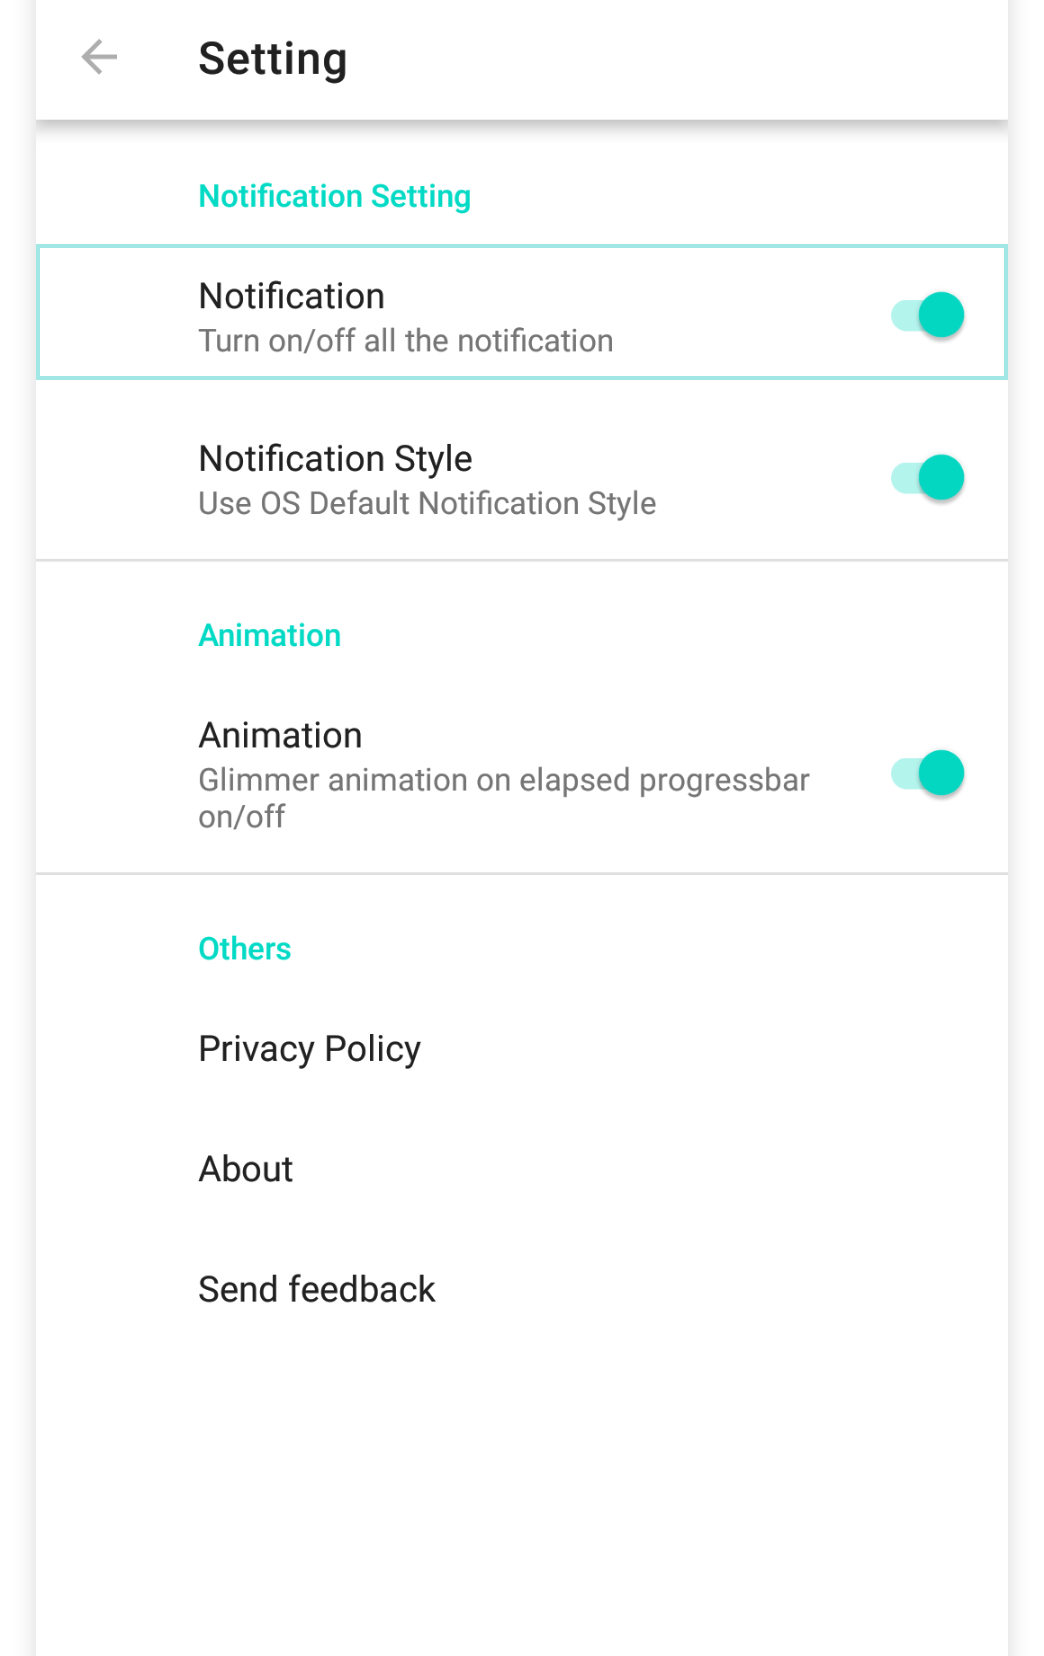 Setting
Notification Setting
Notification
Turn on/off all the notification
Notification Style
Use OS Default Notification Style
Animation
Animation
Glimmer animation on elapsed progressbar
on/off
Others
Privacy Policy
About
Send feedback